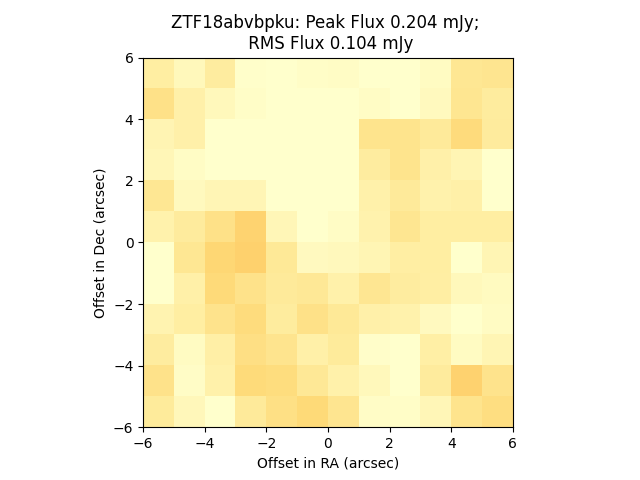 ZTF18abvbpku: Peak Flux 0.204 mJy;
RMS Flux 0.104 mJy
6
4
2
0
−2
−4
−6
Offset in Dec (arcsec)
−6 −4 −2 0 2 4 6
Offset in RA (arcsec)